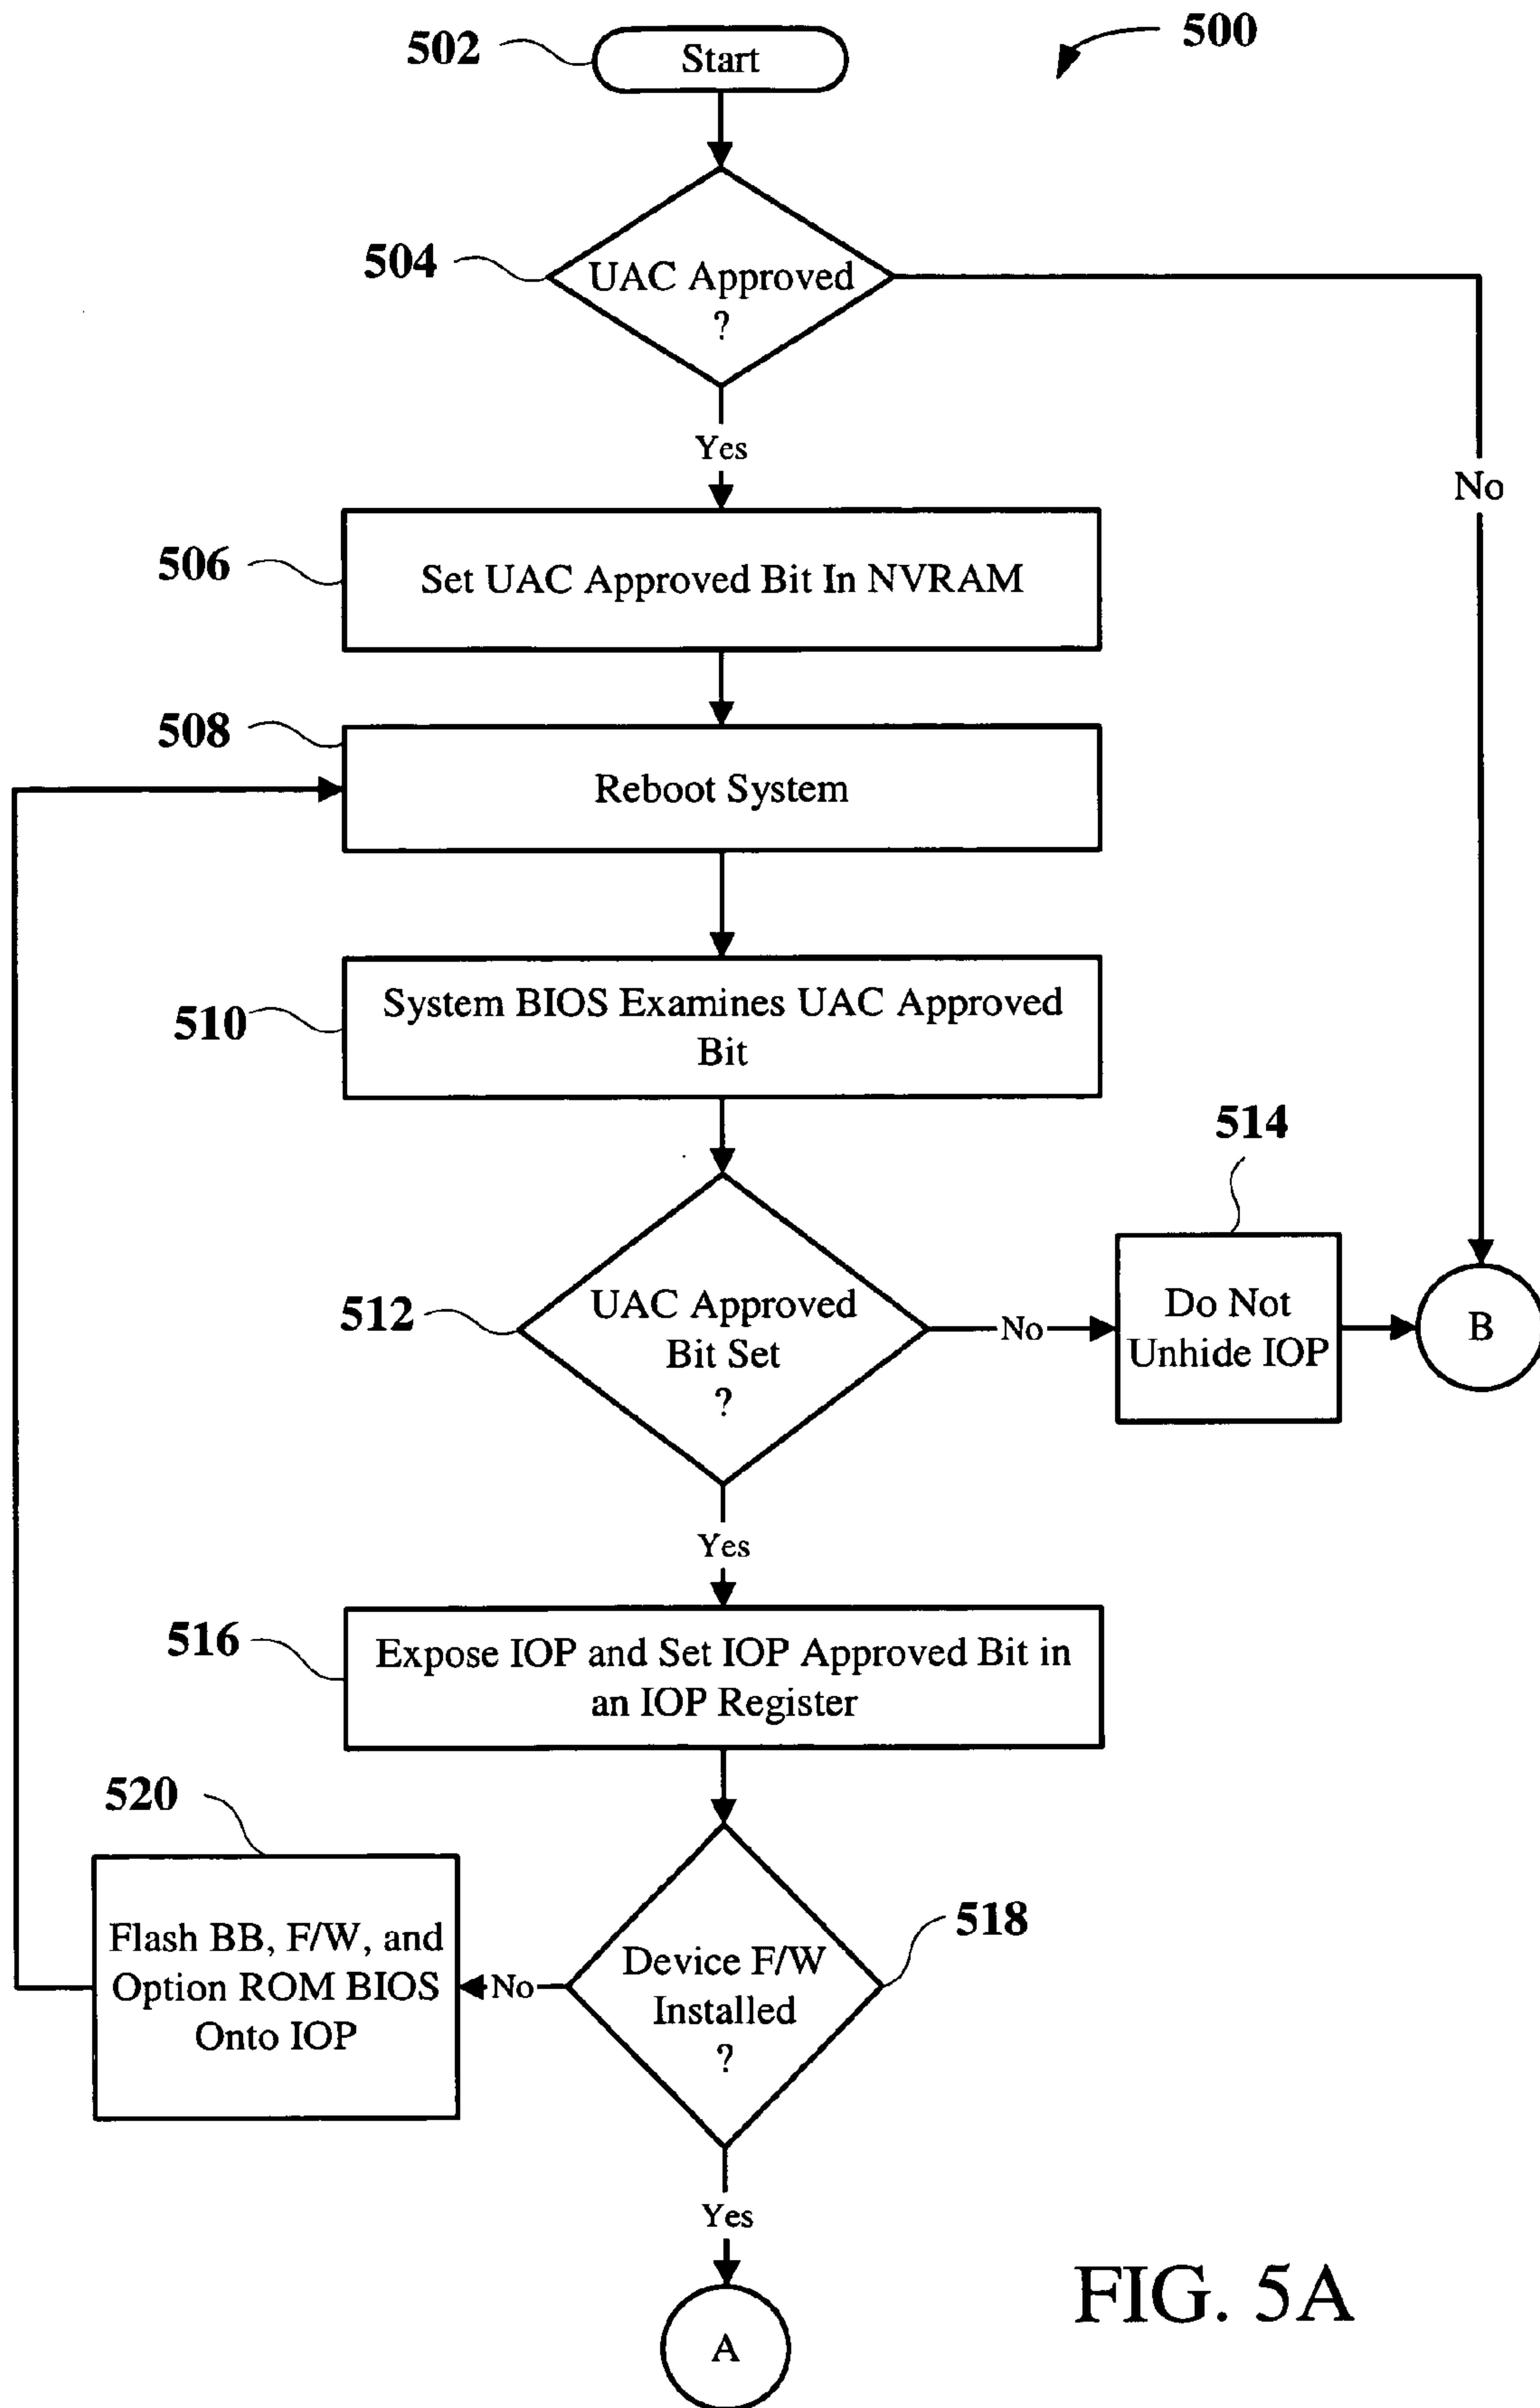 500
502
Start
504
UAC Approved
?
Yes
No
506
Set UAC Approved Bit In NVRAM
508
Reboot System
510
System BIOS Examines UAC Approved
Bit
514
512
UAC Approved
Bit Set
?
No
Do Not
Unhide IOP
B
Yes
516
Expose IOP and Set IOP Approved Bit in
an IOP Register
520
Flash BB, F/W, and
Option ROM BIOS
Onto IOP
No
518
Device F/W
Installed
?
Yes
A
FIG. 5A